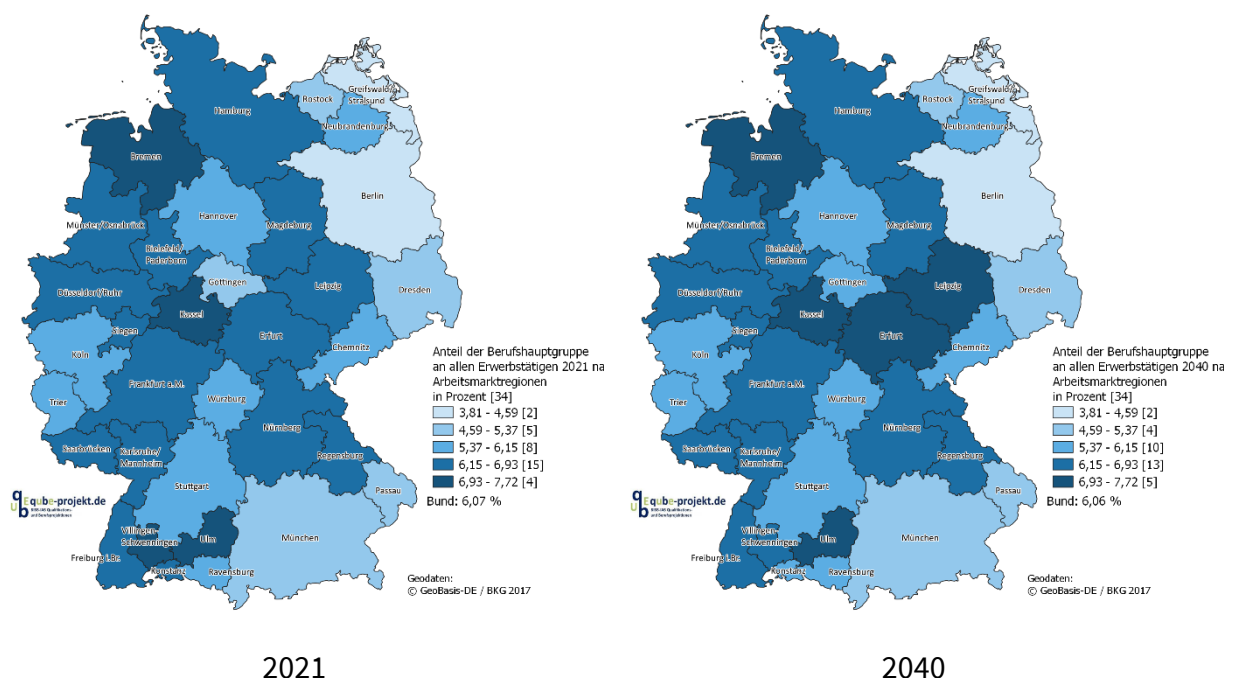 Greifswald/
Stralsund
Rostock
Hamburg
Neubrandenburg
Bremen
Berlin
Hannover
Münster/Osnabrück
Magdeburg
Bielefeld/
Paderborn
Göttingen
Leipzig
Dresden
Düsseldorf/Ruhr
Kassel
Siegen
Erfurt
Köln
Chemnitz
Frankfurt a.M.
Trier
Würzburg
Nürnberg
Saarbrücken
Karlsruhe/
Mannheim
Regensburg
Stuttgart
Passau
Villingen-
Schwenningen
Ulm
München
Freiburg i.Br.
Konstanz
Ravensburg
Anteil der Berufshauptgruppe
an allen Erwerbstätigen 2021 na
Arbeitsmarktregionen
in Prozent [34]
3,81 - 4,59 [2]
4,59 - 5,37 [5]
5,37 - 6,15 [8]
6,15 - 6,93 [15]
6,93 - 7,72 [4]
Bund: 6,07 %
qube-projekt.de
Geodaten:
© GeoBasis-DE / BKG 2017
2021
Greifswald/
Stralsund
Rostock
Hamburg
Neubrandenburg
Bremen
Berlin
Hannover
Münster/Osnabrück
Magdeburg
Bielefeld/
Paderborn
Göttingen
Leipzig
Dresden
Düsseldorf/Ruhr
Kassel
Siegen
Erfurt
Köln
Chemnitz
Frankfurt a.M.
Trier
Würzburg
Nürnberg
Saarbrücken
Karlsruhe/
Mannheim
Regensburg
Stuttgart
Passau
Villingen-
Schwenningen
Ulm
München
Freiburg i.Br.
Konstanz
Ravensburg
Anteil der Berufshauptgruppe
an allen Erwerbstätigen 2040 na
Arbeitsmarktregionen
in Prozent [34]
3,81 - 4,59 [2]
4,59 - 5,37 [4]
5,37 - 6,15 [10]
6,15 - 6,93 [13]
6,93 - 7,72 [5]
Bund: 6,06 %
qube-projekt.de
Geodaten:
© GeoBasis-DE / BKG 2017
2040